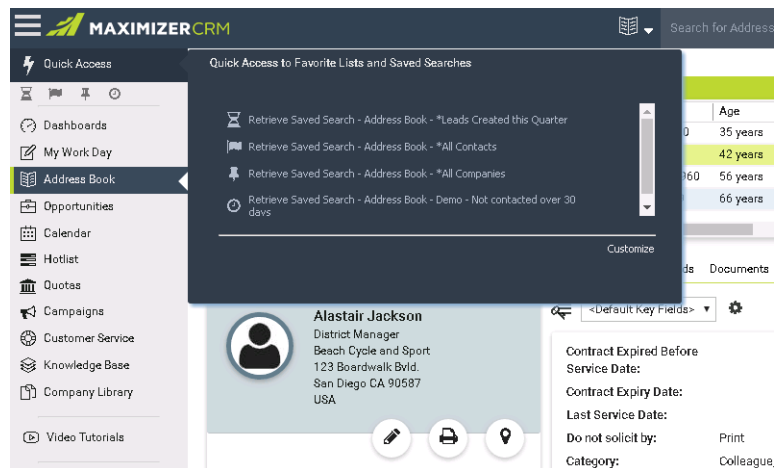 MAXIMIZER CRM
Search for Address
Quick Access
Quick Access to Favorite Lists and Saved Searches
Retrieve Saved Search - Address Book - *Leads Created this Quarter
Retrieve Saved Search - Address Book - *All Contacts
Retrieve Saved Search - Address Book - *All Companies
Retrieve Saved Search - Address Book - Demo - Not contacted over 30
days
Customize
Dashboards
My Work Day
Address Book
Opportunities
Calendar
Hotlist
Quotas
Campaigns
Customer Service
Knowledge Base
Company Library
Video Tutorials
Age
35 years
42 years
960 56 years
66 years
ds Documents
Alastair Jackson
District Manager
Beach Cycle and Sport
123 Boardwalk Bvld.
San Diego CA 90587
USA
<Default Key Fields>
Contract Expired Before
Service Date:
Contract Expiry Date:
Last Service Date:
Do not solicit by: Print
Category: Colleague,